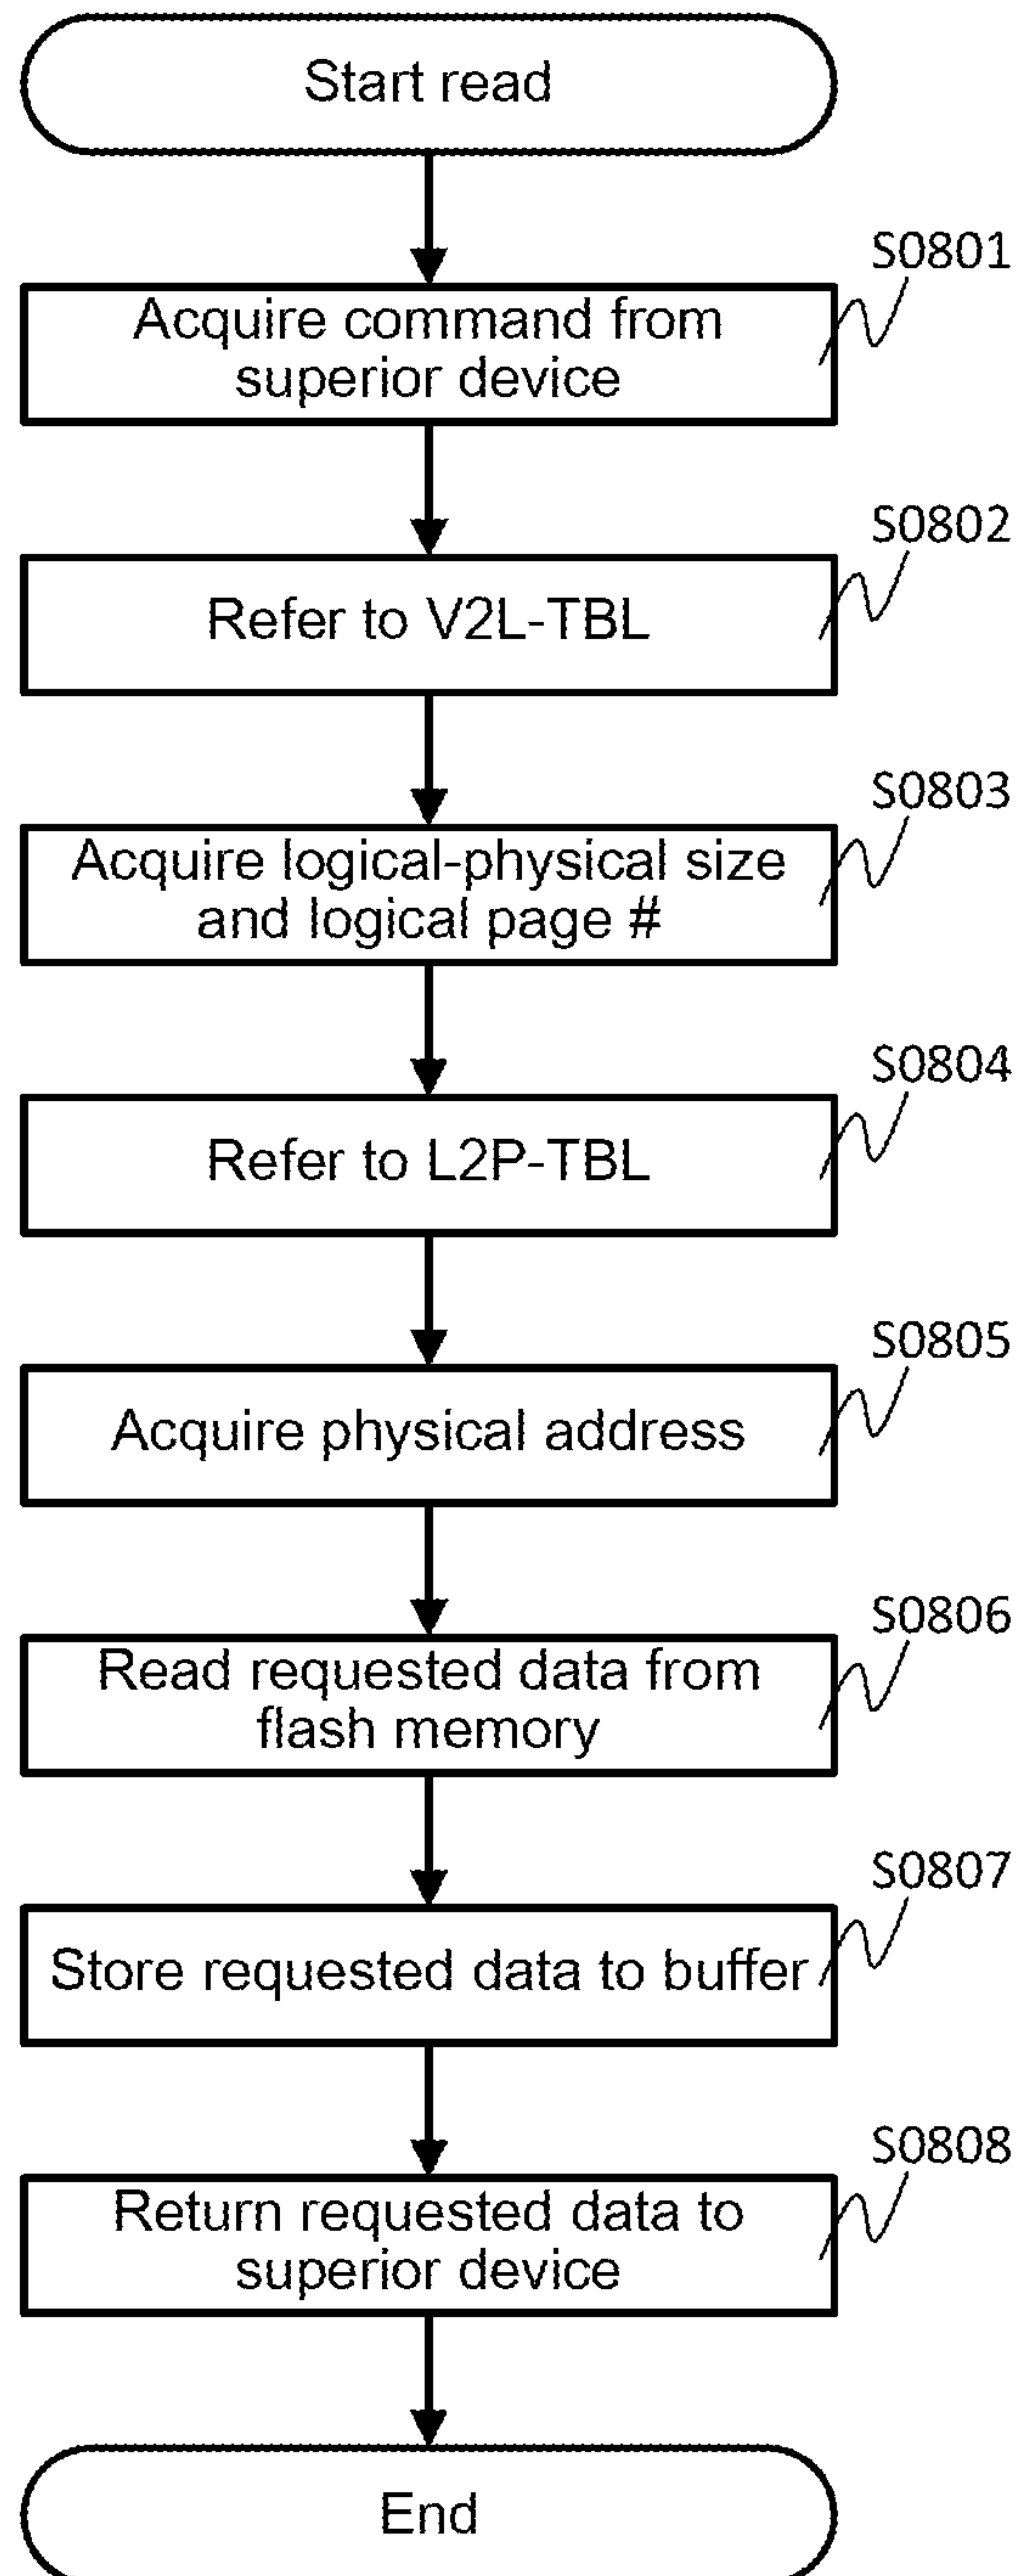 Start read
S0801
Acquire command from
superior device
S0802
Refer to V2L-TBL
S0803
Acquire logical-physical size
and logical page #
S0804
Refer to L2P-TBL
S0805
Acquire physical address
S0806
Read requested data from
flash memory
S0807
Store requested data to buffer
S0808
Return requested data to
superior device
End